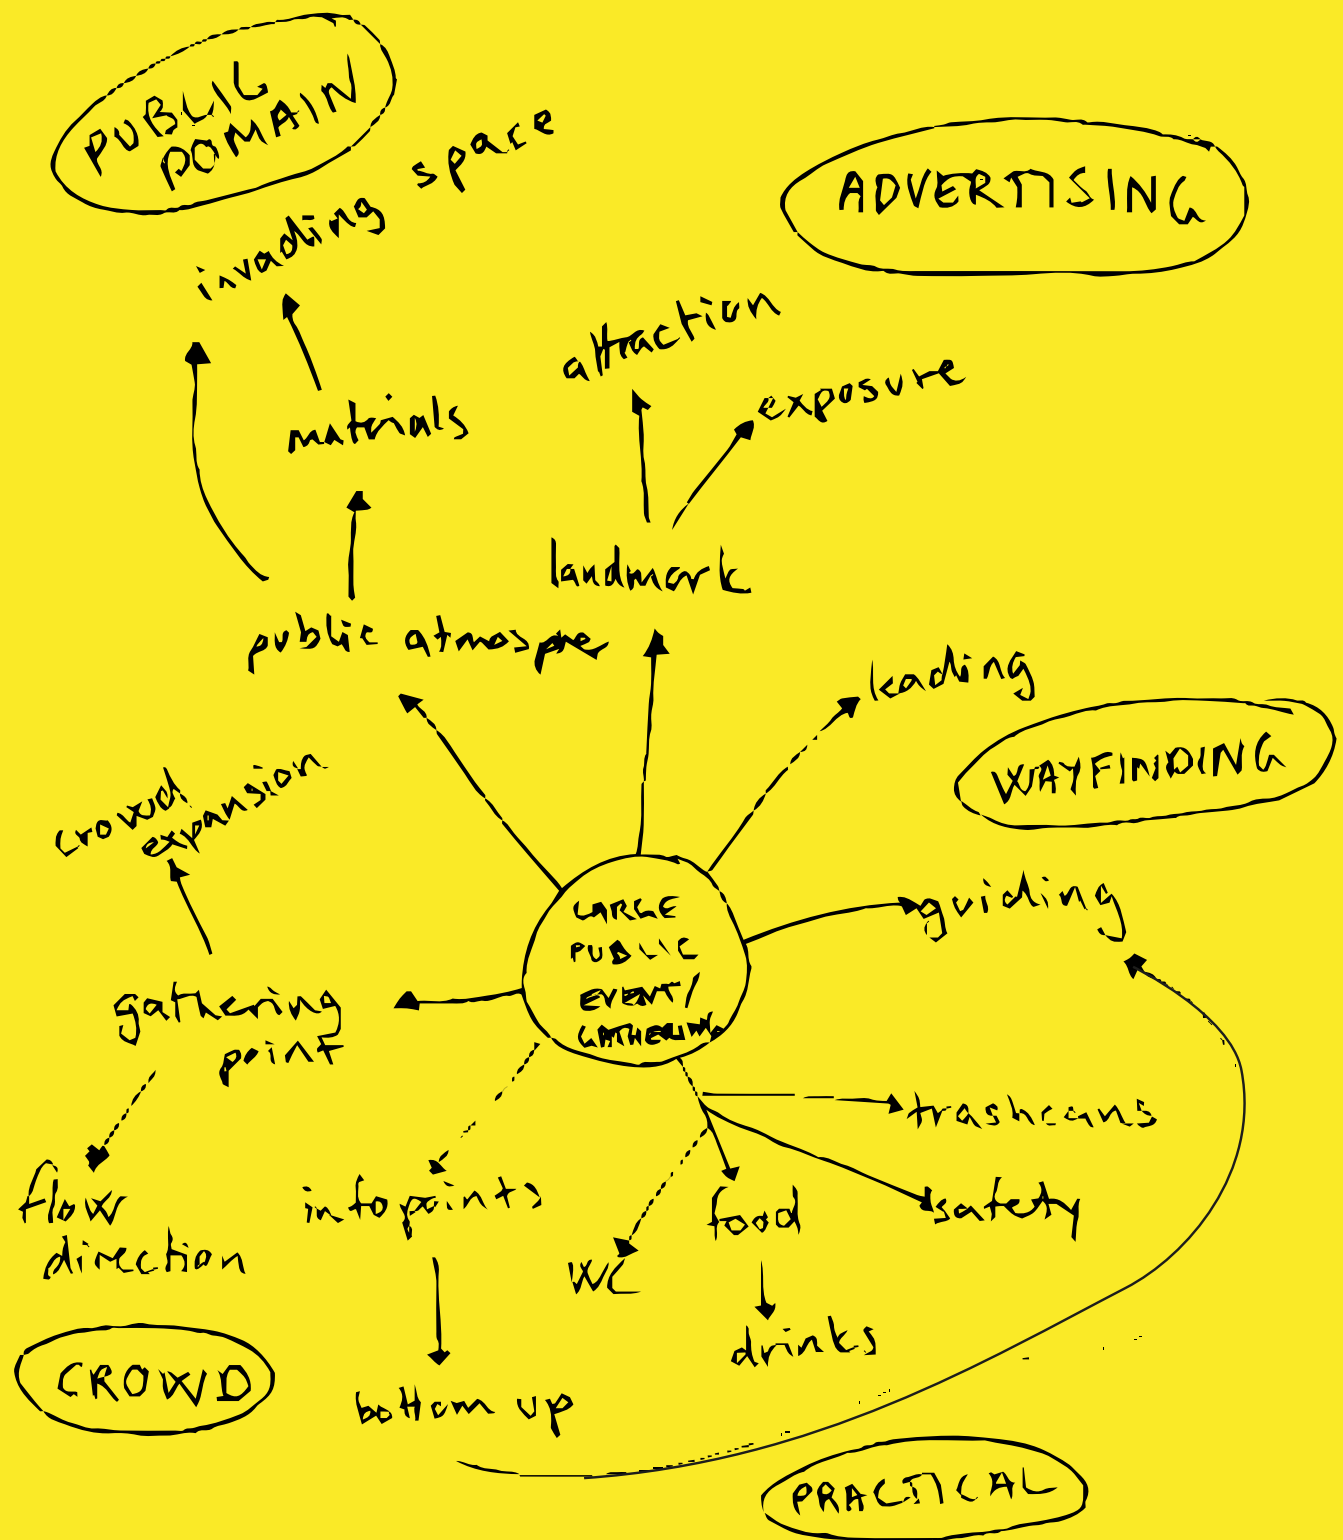 PUBLIC
DOMAIN
invading space
ADVERTISING
attraction
exposure
materials
landmark
public atmospre
leading
WAYFINDING
crowd
expansion
guiding
LARGE
PUBLIC
EVENT/
GATHERING
gathering
point
trashcans
flow
direction
infopoints
food
safety
WC
drinks
CROWD
bottom up
PRACTICAL